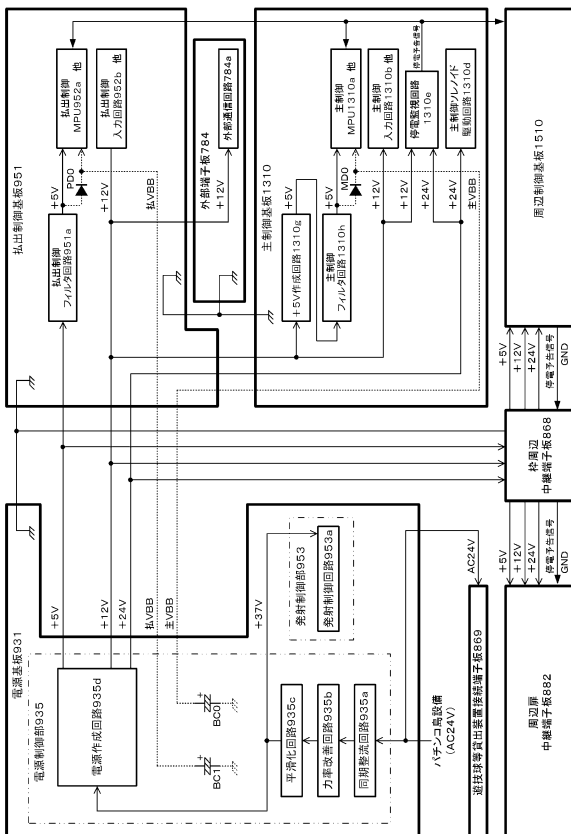 払出制御基板951
払出制御
MPU952a 他
払出制御
入力回路952b 他
PD0
+5V
+12V
払VBB
払出制御
フィルタ回路951a
外部端子板784
外部通信回路784a
+12V
主制御基板1310
主制御
MPU1310a 他
主制御
入力回路1310b 他
停電監視回路
1310e
停電予告信号
主制御ソレノイド
駆動回路1310d
+5V
MD0
+5V
+12V
+24V
+24V
主VBB
+5V作成回路1310g
主制御
フィルタ回路1310h
周辺制御基板1510
+5V
+12V
+24V
停電予告信号
GND
枠周辺
中継端子板868
+5V
+12V
+24V
停電予告信号
GND
周辺扉
中継端子板882
電源基板931
+5V
+12V
+24V
払VBB
主VBB
+37V
電源制御部935
電源作成回路935d
BC1
BC0
平滑化回路935c
力率改善回路935b
同期整流回路935a
発射制御部953
発射制御回路953a
パチンコ島設備
(AC24V)
AC24V
遊技球等貸出装置接続端子板869